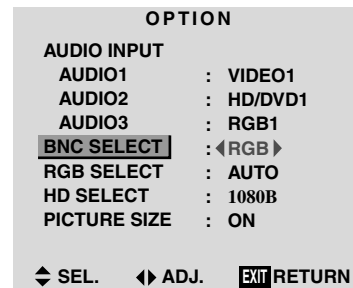 OPTION
AUDIO INPUT
AUDIO1 : VIDEO1
AUDIO2 : HD/DVD1
AUDIO3 : RGB1
BNC SELECT : ◀RGB▶
RGB SELECT : AUTO
HD SELECT : 1080B
PICTURE SIZE : ON
SEL. ADJ. EXIT RETURN